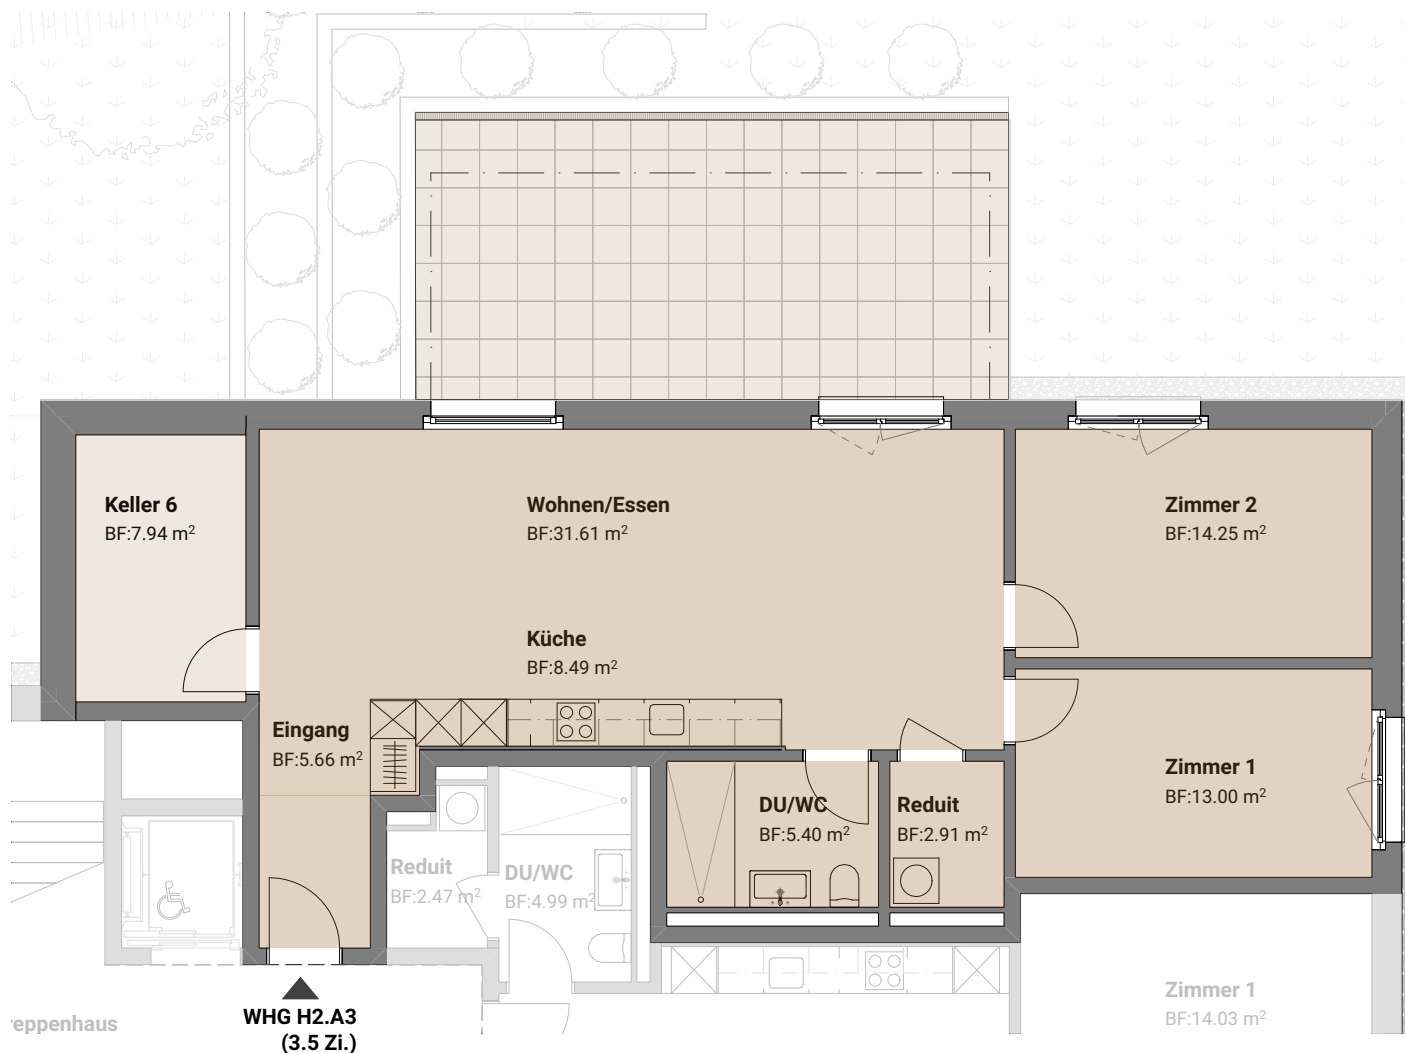 Keller 6
BF:7.94 m²
Wohnen/Essen
BF:31.61 m²
Zimmer 2
BF:14.25 m²
Küche
BF:8.49 m²
Eingang
BF:5.66 m²
DU/WC
BF:5.40 m²
Reduit
BF:2.91 m²
Zimmer 1
BF:13.00 m²
Reduit
BF:2.47 m²
DU/WC
BF:4.99 m²
Zimmer 1
BF:14.03 m²
reppenhaus
WHG H2.A3
(3.5 Zi.)